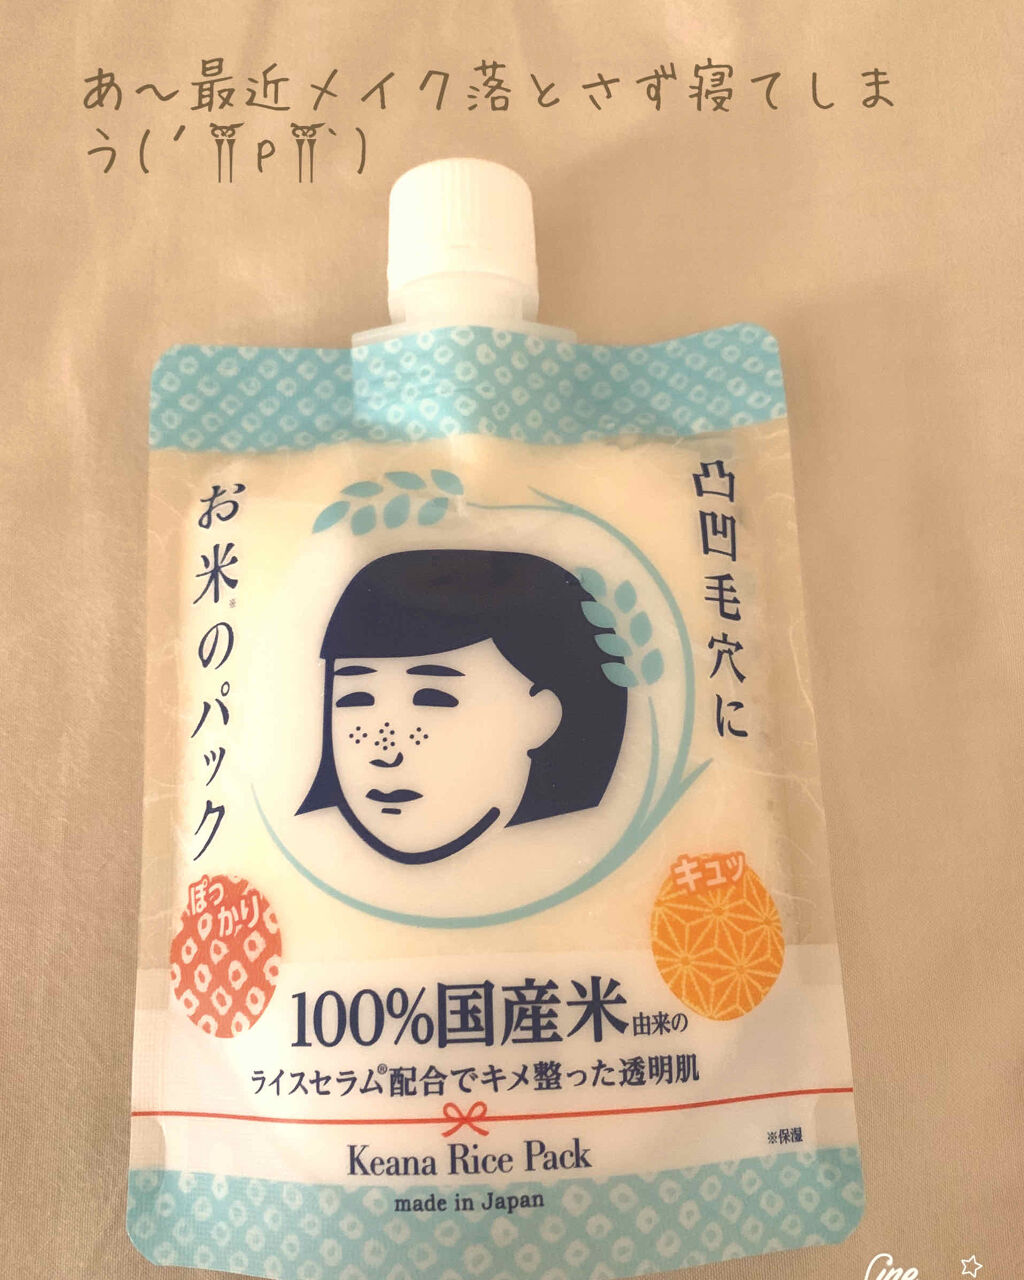 あ〜最近メイク落とさず寝てしま
う(´╥p╥`)
凸凹毛穴に
お米※のパック
ぽっ
かり
キュッ
100%国産米由来の
ライスセラム®配合でキメ整った透明肌
※保湿
Keana Rice Pack
made in Japan